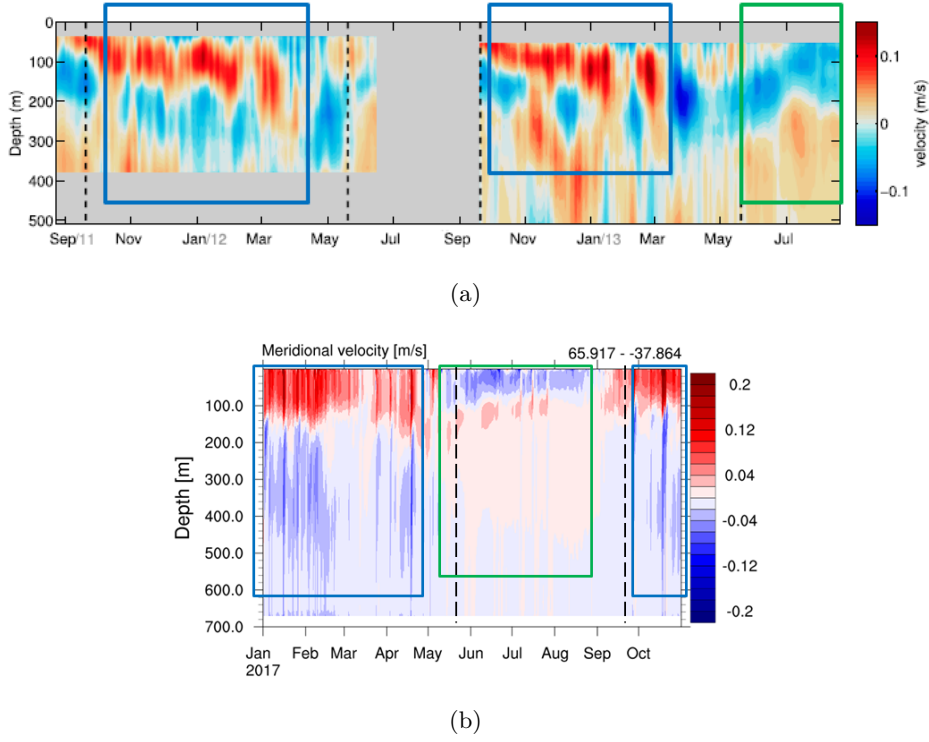 0
100
200
300
400
500
Depth (m)
Sep/11 Nov Jan/12 Mar May Jul Sep Nov Jan/13 Mar May Jul
0.1
0
−0.1
velocity (m/s)
(a)
Meridional velocity [m/s] 65.917 - -37.864
100.0
200.0
300.0
400.0
500.0
600.0
700.0
Depth [m]
Jan Feb Mar Apr May Jun Jul Aug Sep Oct
2017
0.2
0.12
0.04
-0.04
-0.12
-0.2
(b)